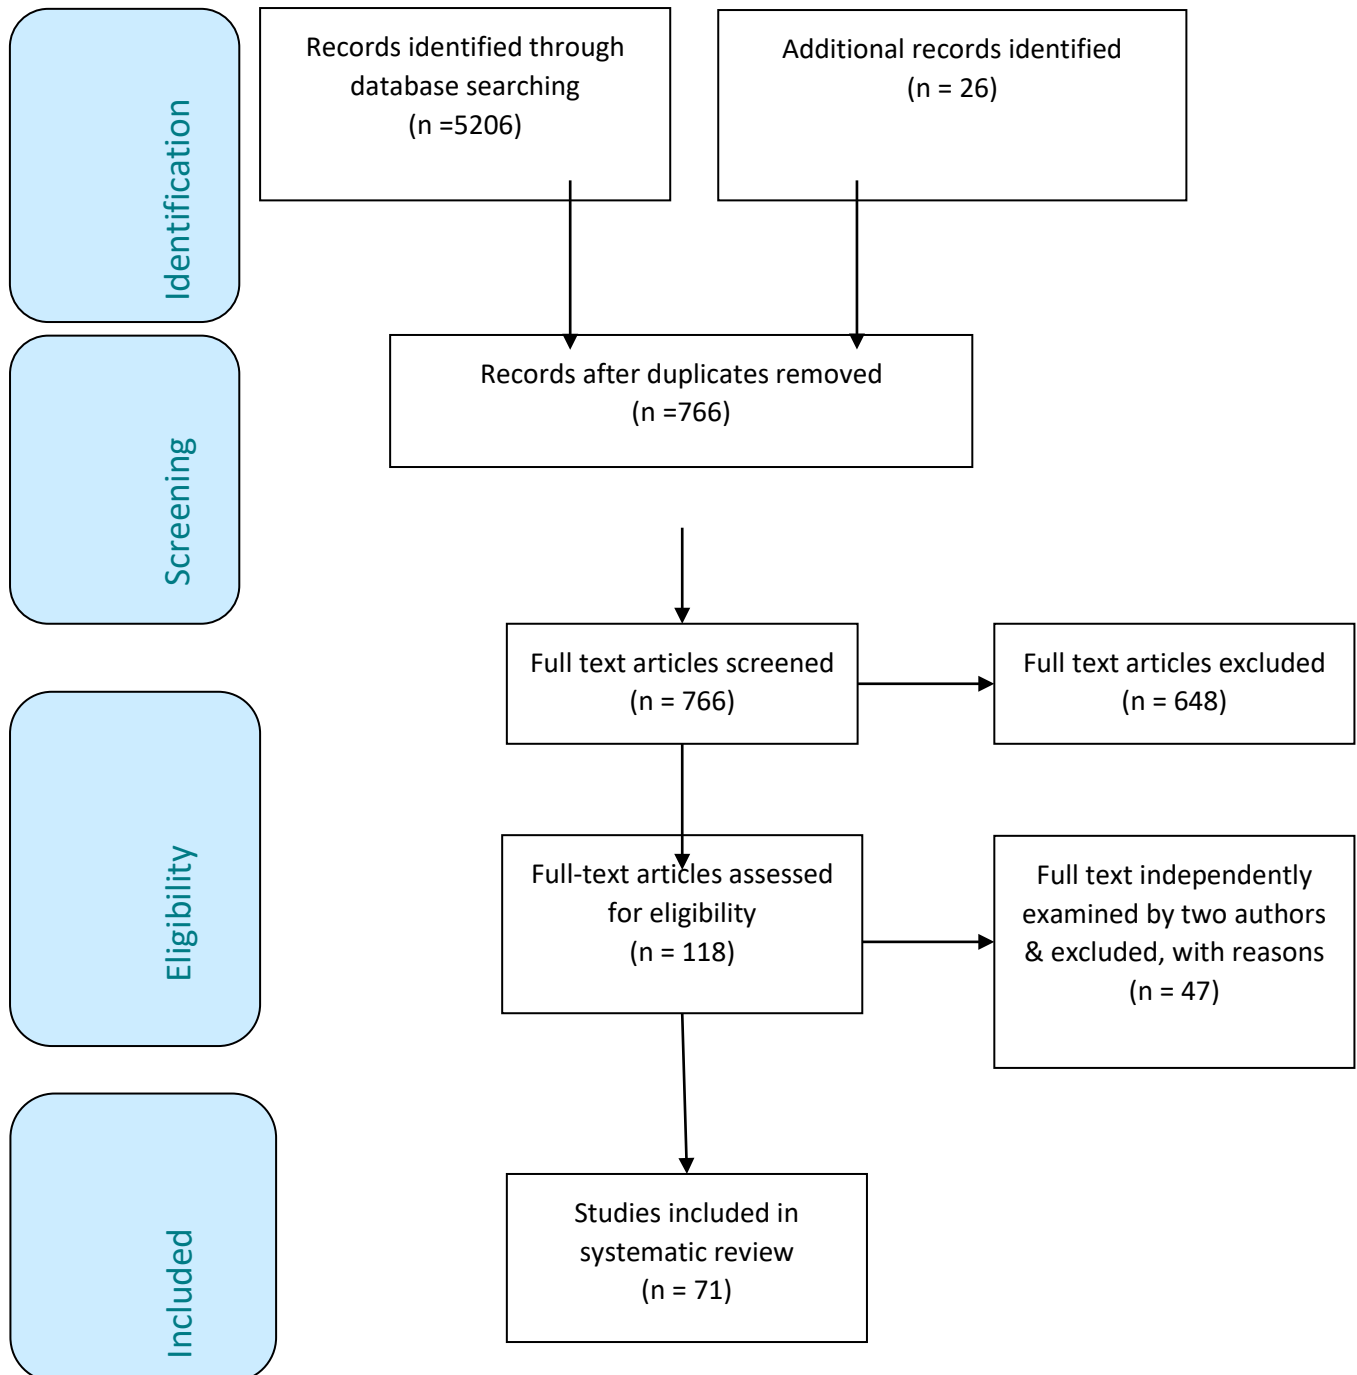 Identification
Records identified through
database searching
(n =5206)
Additional records identified
(n = 26)
Screening
Records after duplicates removed
(n =766)
Full text articles screened
(n = 766)
Full text articles excluded
(n = 648)
Eligibility
Full-text articles assessed
for eligibility
(n = 118)
Full text independently
examined by two authors
& excluded, with reasons
(n = 47)
Included
Studies included in
systematic review
(n = 71)